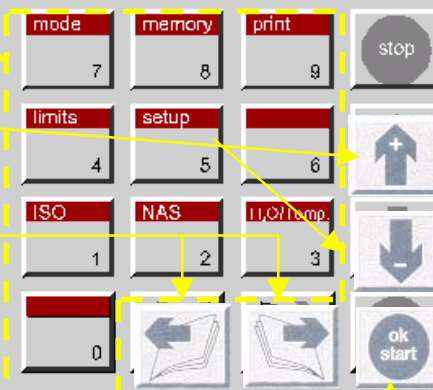 mode memory print
7 8 9 stop
limits setup
4 5 6 +
ISO NAS H₂O/Temp.
1 2 3 −
0 ok
start